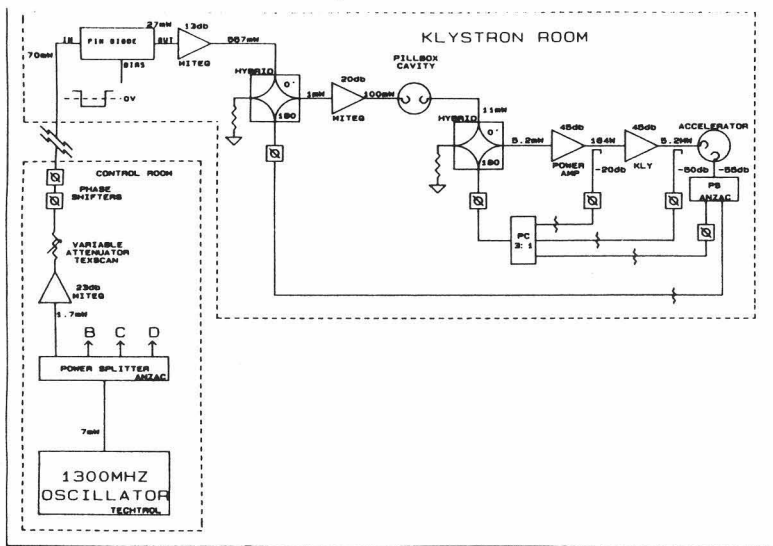 KLYSTRON ROOM
IN
PIN DIODE
27mW
OUT
BIAS
0V
70mW
13db
MITEQ
567mW
HYBRID
0'
180
1mW
20db
MITEQ
100mW
PILLBOX
CAVITY
11mW
HYBRID
0'
180
5.2mW
45db
POWER
AMP
164W
-20db
45db
KLY
5.2MW
ACCELERATOR
-50db
-55db
PS
ANZAC
PC
3:1
CONTROL ROOM
PHASE
SHIFTERS
VARIABLE
ATTENUATOR
TEXSCAN
23db
MITEQ
1.7mW
B C D
POWER SPLITTER
ANZAC
7mW
1300MHZ
OSCILLATOR
TECHTROL